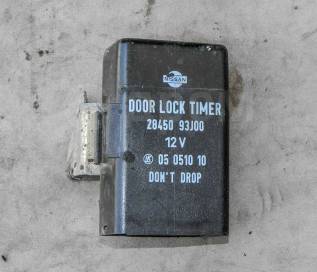 NISSAN
DOOR LOCK TIMER
28450 93J00
12V
05 0510 10
DON'T DROP